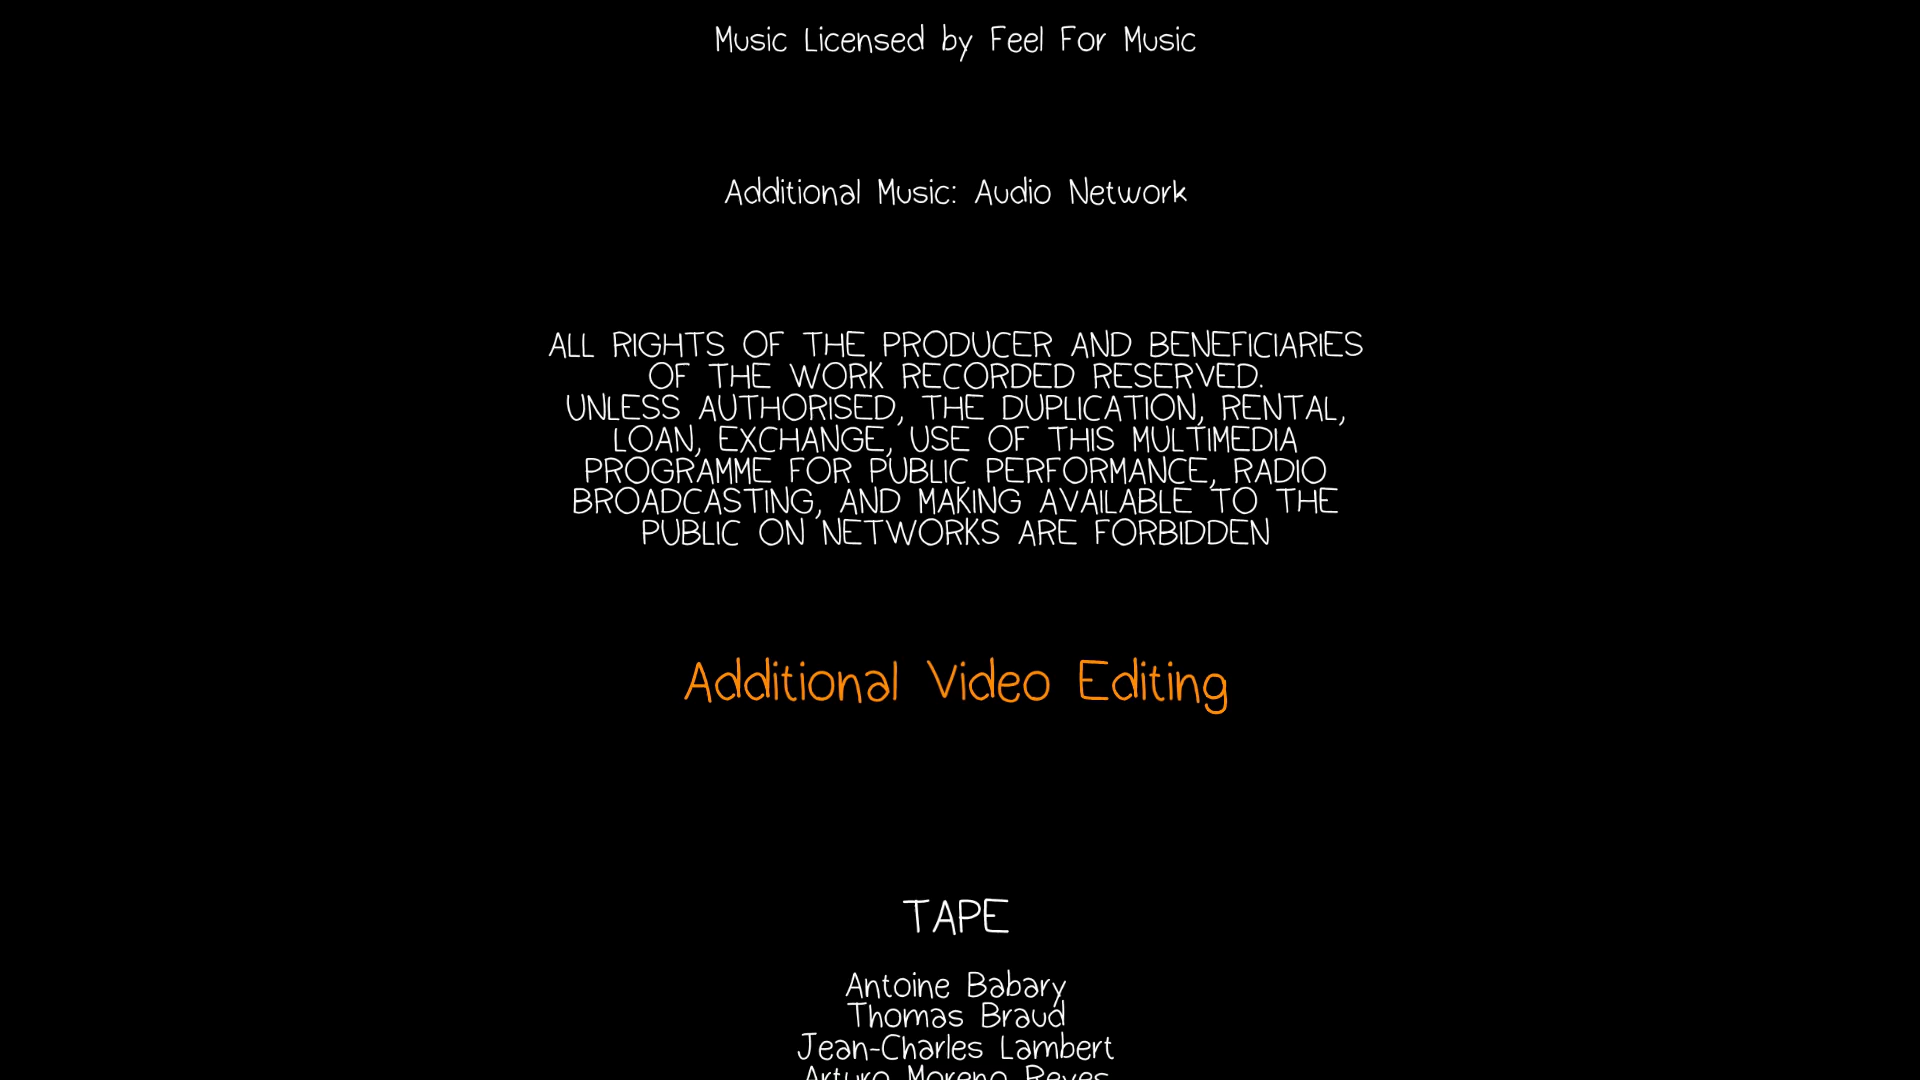 Music Licensed by Feel For Music
Additional Music: Audio Network
ALL RIGHTS OF THE PRODUCER AND BENEFICIARIES
OF THE WORK RECORDED RESERVED.
UNLESS AUTHORISED, THE DUPLICATION, RENTAL,
LOAN, EXCHANGE, USE OF THIS MULTIMEDIA
PROGRAMME FOR PUBLIC PERFORMANCE, RADIO
BROADCASTING, AND MAKING AVAILABLE TO THE
PUBLIC ON NETWORKS ARE FORBIDDEN
Additional Video Editing
TAPE
Antoine Babary
Thomas Braud
Jean-Charles Lambert
Arturo Moreno Reyes